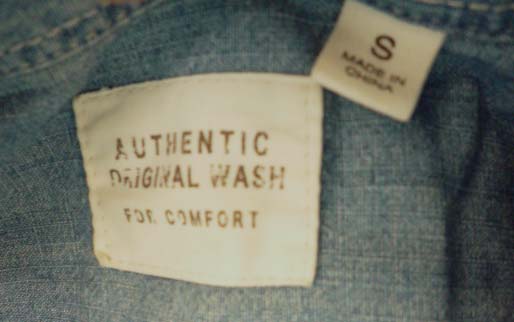 S
MADE IN
CHINA
AUTHENTIC
ORIGINAL WASH
FOR COMFORT